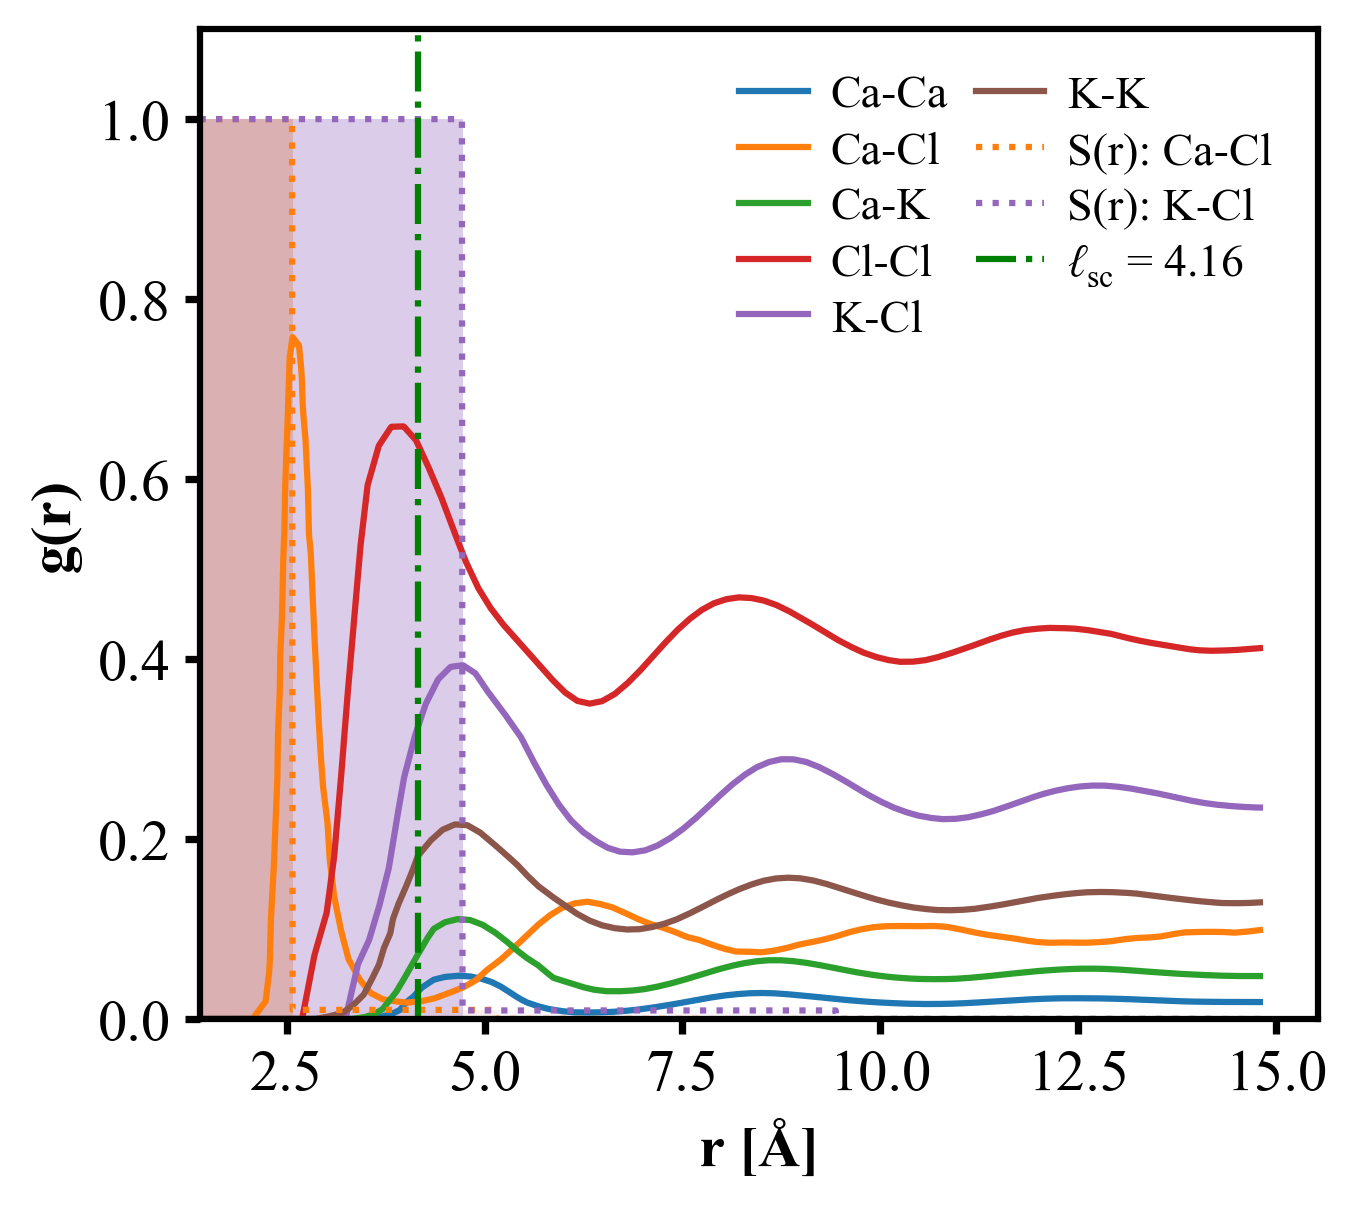 Ca-Ca
Ca-Cl
Ca-K
Cl-Cl
K-Cl
K-K
S(r): Ca-Cl
S(r): K-Cl
ℓsc = 4.16
1.0
0.8
0.6
0.4
0.2
0.0
g(r)
2.5 5.0 7.5 10.0 12.5 15.0
r [Å]